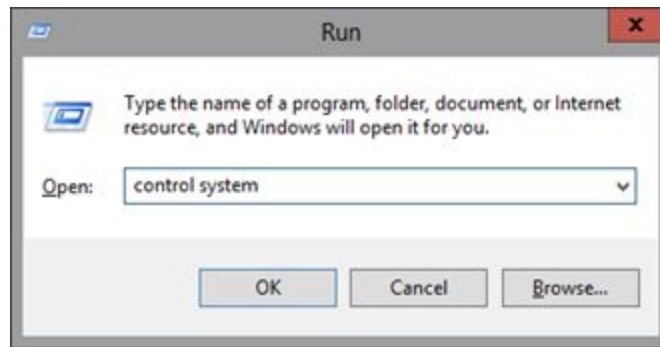 Run
Type the name of a program, folder, document, or Internet
resource, and Windows will open it for you.
Open: control system
OK Cancel Browse...